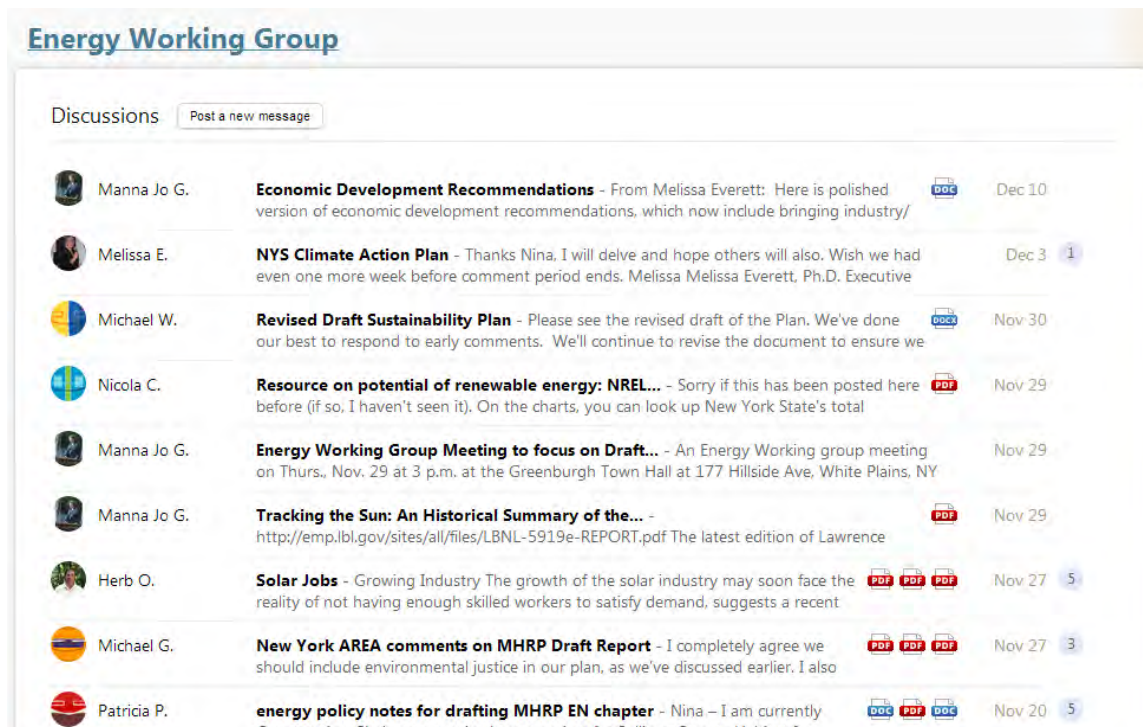 Energy Working Group
Discussions Post a new message
Manna Jo G. Economic Development Recommendations - From Melissa Everett: Here is polished DOC Dec 10
version of economic development recommendations, which now include bringing industry/
Melissa E. NYS Climate Action Plan - Thanks Nina, I will delve and hope others will also. Wish we had Dec 3 1
even one more week before comment period ends. Melissa Melissa Everett, Ph.D. Executive
Michael W. Revised Draft Sustainability Plan - Please see the revised draft of the Plan. We've done DOCX Nov 30
our best to respond to early comments. We'll continue to revise the document to ensure we
Nicola C. Resource on potential of renewable energy: NREL... - Sorry if this has been posted here PDF Nov 29
before (if so, I haven't seen it). On the charts, you can look up New York State's total
Manna Jo G. Energy Working Group Meeting to focus on Draft... - An Energy Working group meeting Nov 29
on Thurs., Nov. 29 at 3 p.m. at the Greenburgh Town Hall at 177 Hillside Ave, White Plains, NY
Manna Jo G. Tracking the Sun: An Historical Summary of the... - PDF Nov 29
http://emp.lbl.gov/sites/all/files/LBNL-5919e-REPORT.pdf The latest edition of Lawrence
Herb O. Solar Jobs - Growing Industry The growth of the solar industry may soon face the PDF PDF PDF Nov 27 5
reality of not having enough skilled workers to satisfy demand, suggests a recent
Michael G. New York AREA comments on MHRP Draft Report - I completely agree we PDF PDF PDF Nov 27 3
should include environmental justice in our plan, as we've discussed earlier. I also
Patricia P. energy policy notes for drafting MHRP EN chapter - Nina – I am currently DOC PDF DOC Nov 20 5